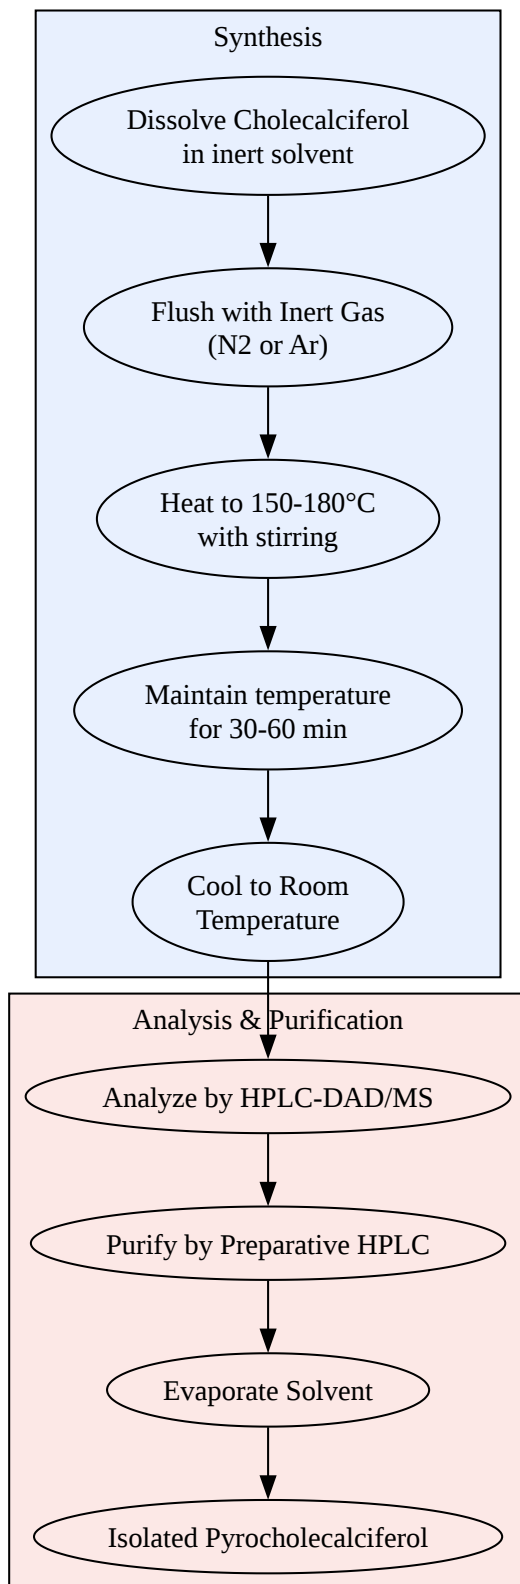 Synthesis
Dissolve Cholecalciferol
in inert solvent
Flush with Inert Gas
(N2 or Ar)
Heat to 150-180°C
with stirring
Maintain temperature
for 30-60 min
Cool to Room
Temperature
Analysis & Purification
Analyze by HPLC-DAD/MS
Purify by Preparative HPLC
Evaporate Solvent
Isolated Pyrocholecalciferol